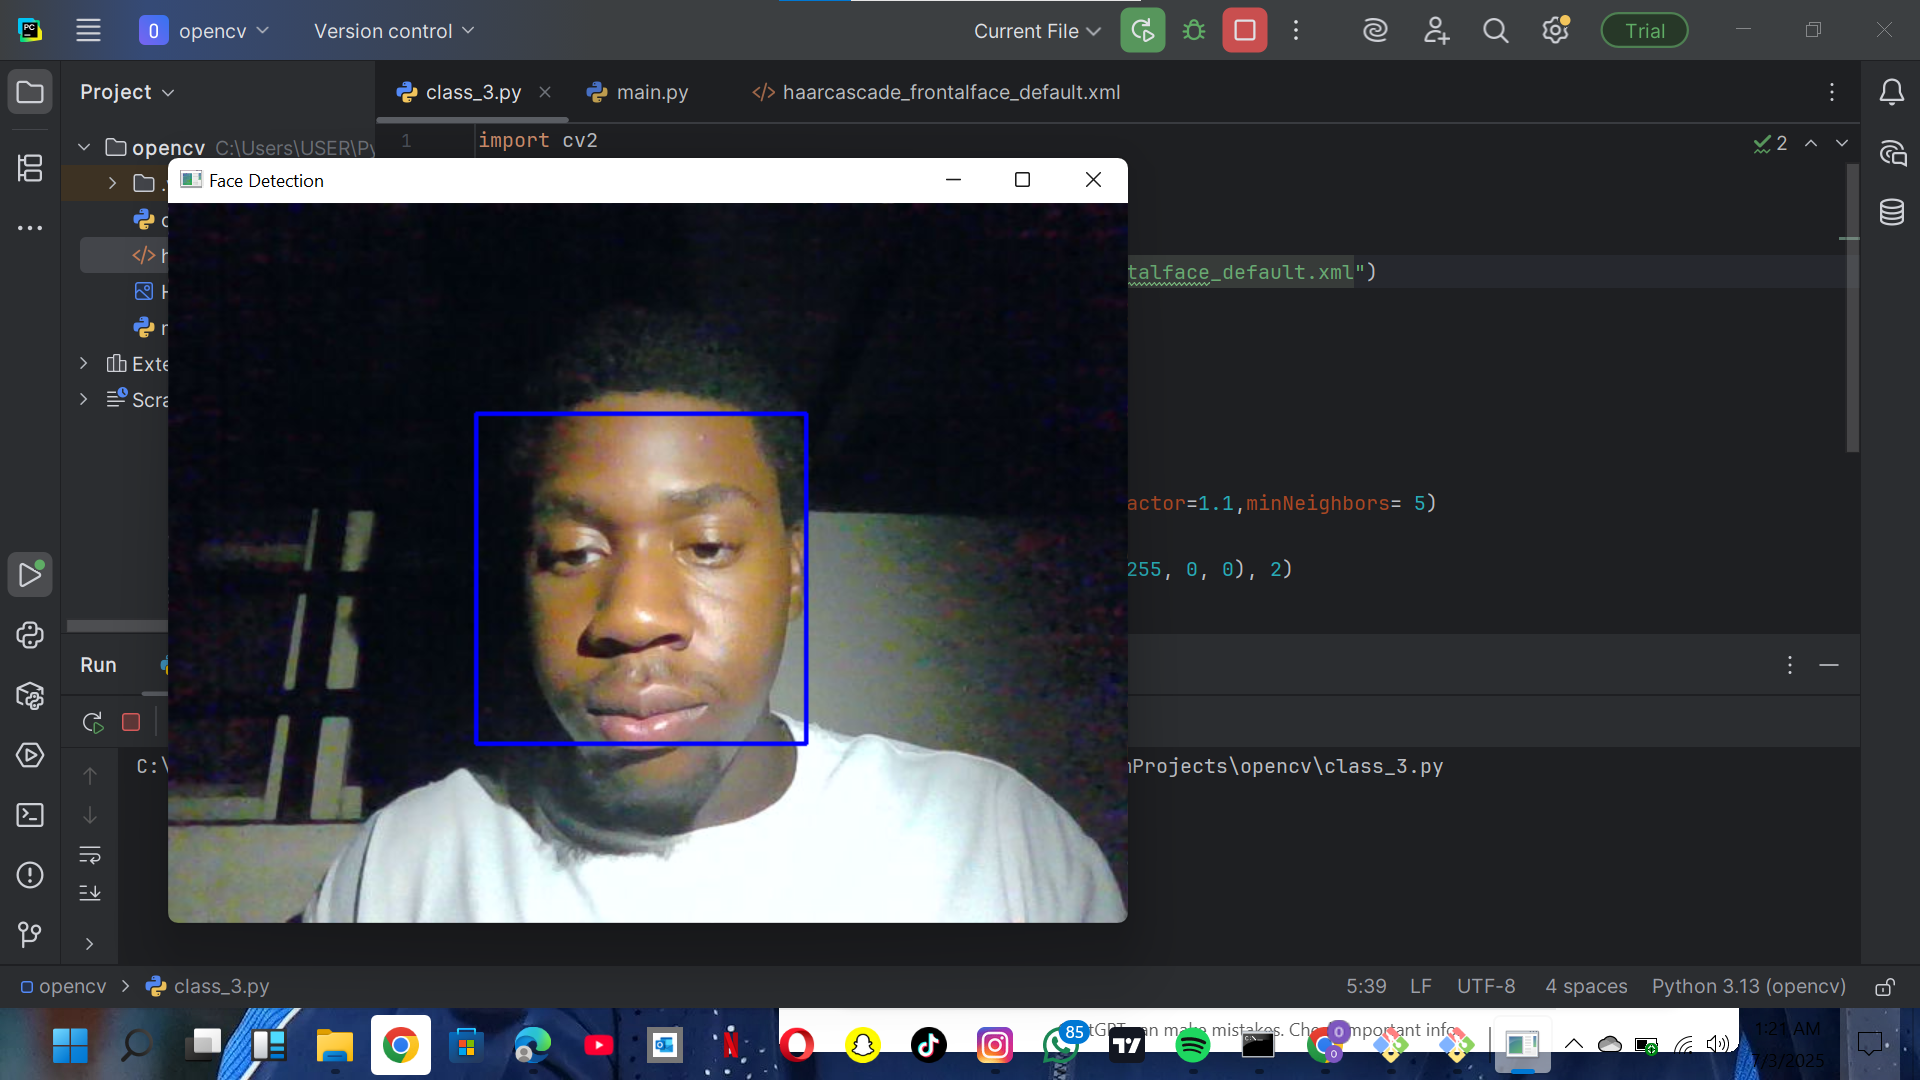 PC
O opencv
Version control
Current File
Trial
Project
class_3.py
main.py
haarcascade_frontalface_default.xml
opencv C:\Users\USER\Py
1 import cv2
2
Face Detection
talface_default.xml")
Exte
Scra
actor=1.1,minNeighbors= 5)
255, 0, 0), 2)
Run
C:\
Projects\opencv\class_3.py
opencv > class_3.py
5:39 LF UTF-8 4 spaces Python 3.13 (opencv)
85
tGPT can make mistakes. Che important info
1:21 AM
7/3/2025